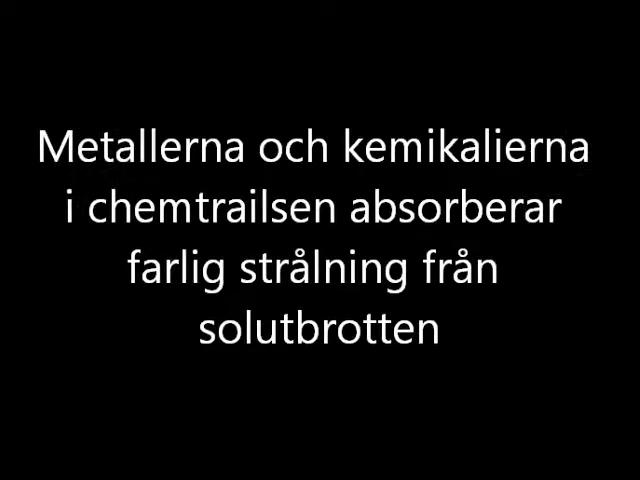 Metallerna och kemikalierna
i chemtrailsen absorberar
farlig strålning från
solutbrotten